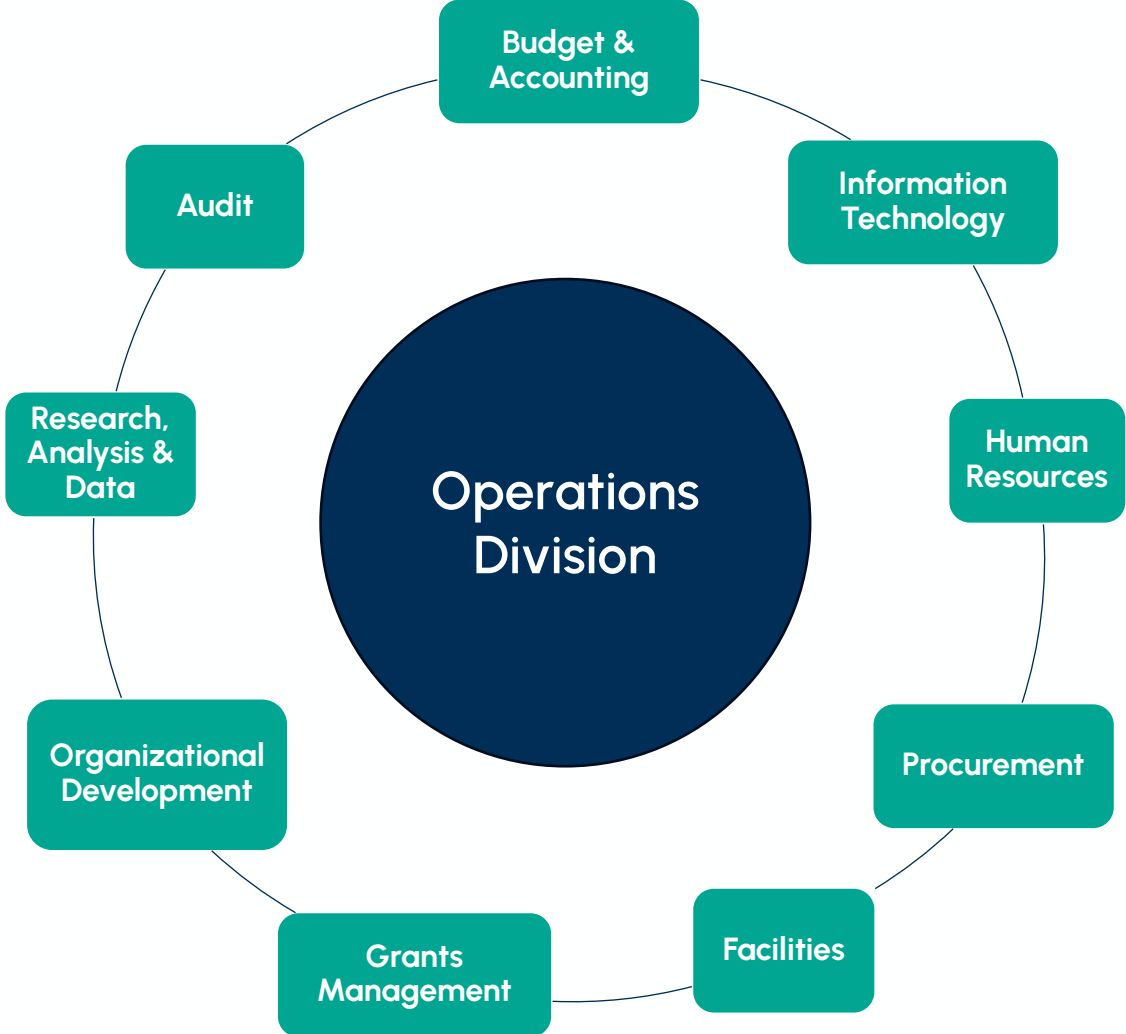 Budget &
Accounting
Information
Technology
Human
Resources
Procurement
Facilities
Grants
Management
Organizational
Development
Research,
Analysis &
Data
Audit
Operations
Division